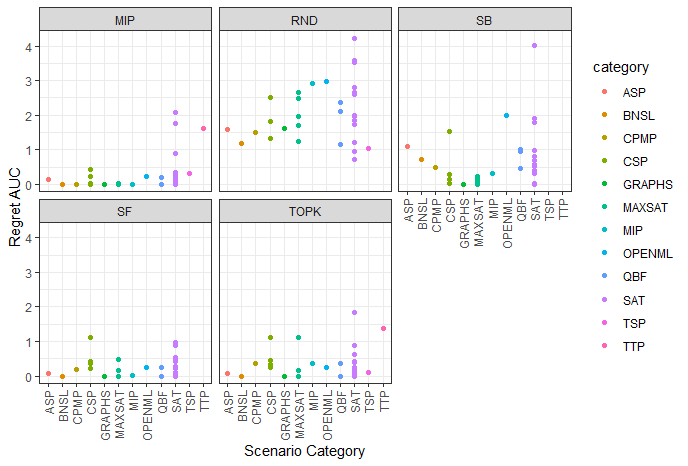 MIP RND SB
4
3
2
1
0
Regret AUC
ASP BNSL CPMP CSP GRAPHS MAXSAT MIP OPENML QBF SAT TSP TTP
SF TOPK
4
3
2
1
0
ASP BNSL CPMP CSP GRAPHS MAXSAT MIP OPENML QBF SAT TSP TTP
ASP BNSL CPMP CSP GRAPHS MAXSAT MIP OPENML QBF SAT TSP TTP
Scenario Category
category
ASP
BNSL
CPMP
CSP
GRAPHS
MAXSAT
MIP
OPENML
QBF
SAT
TSP
TTP